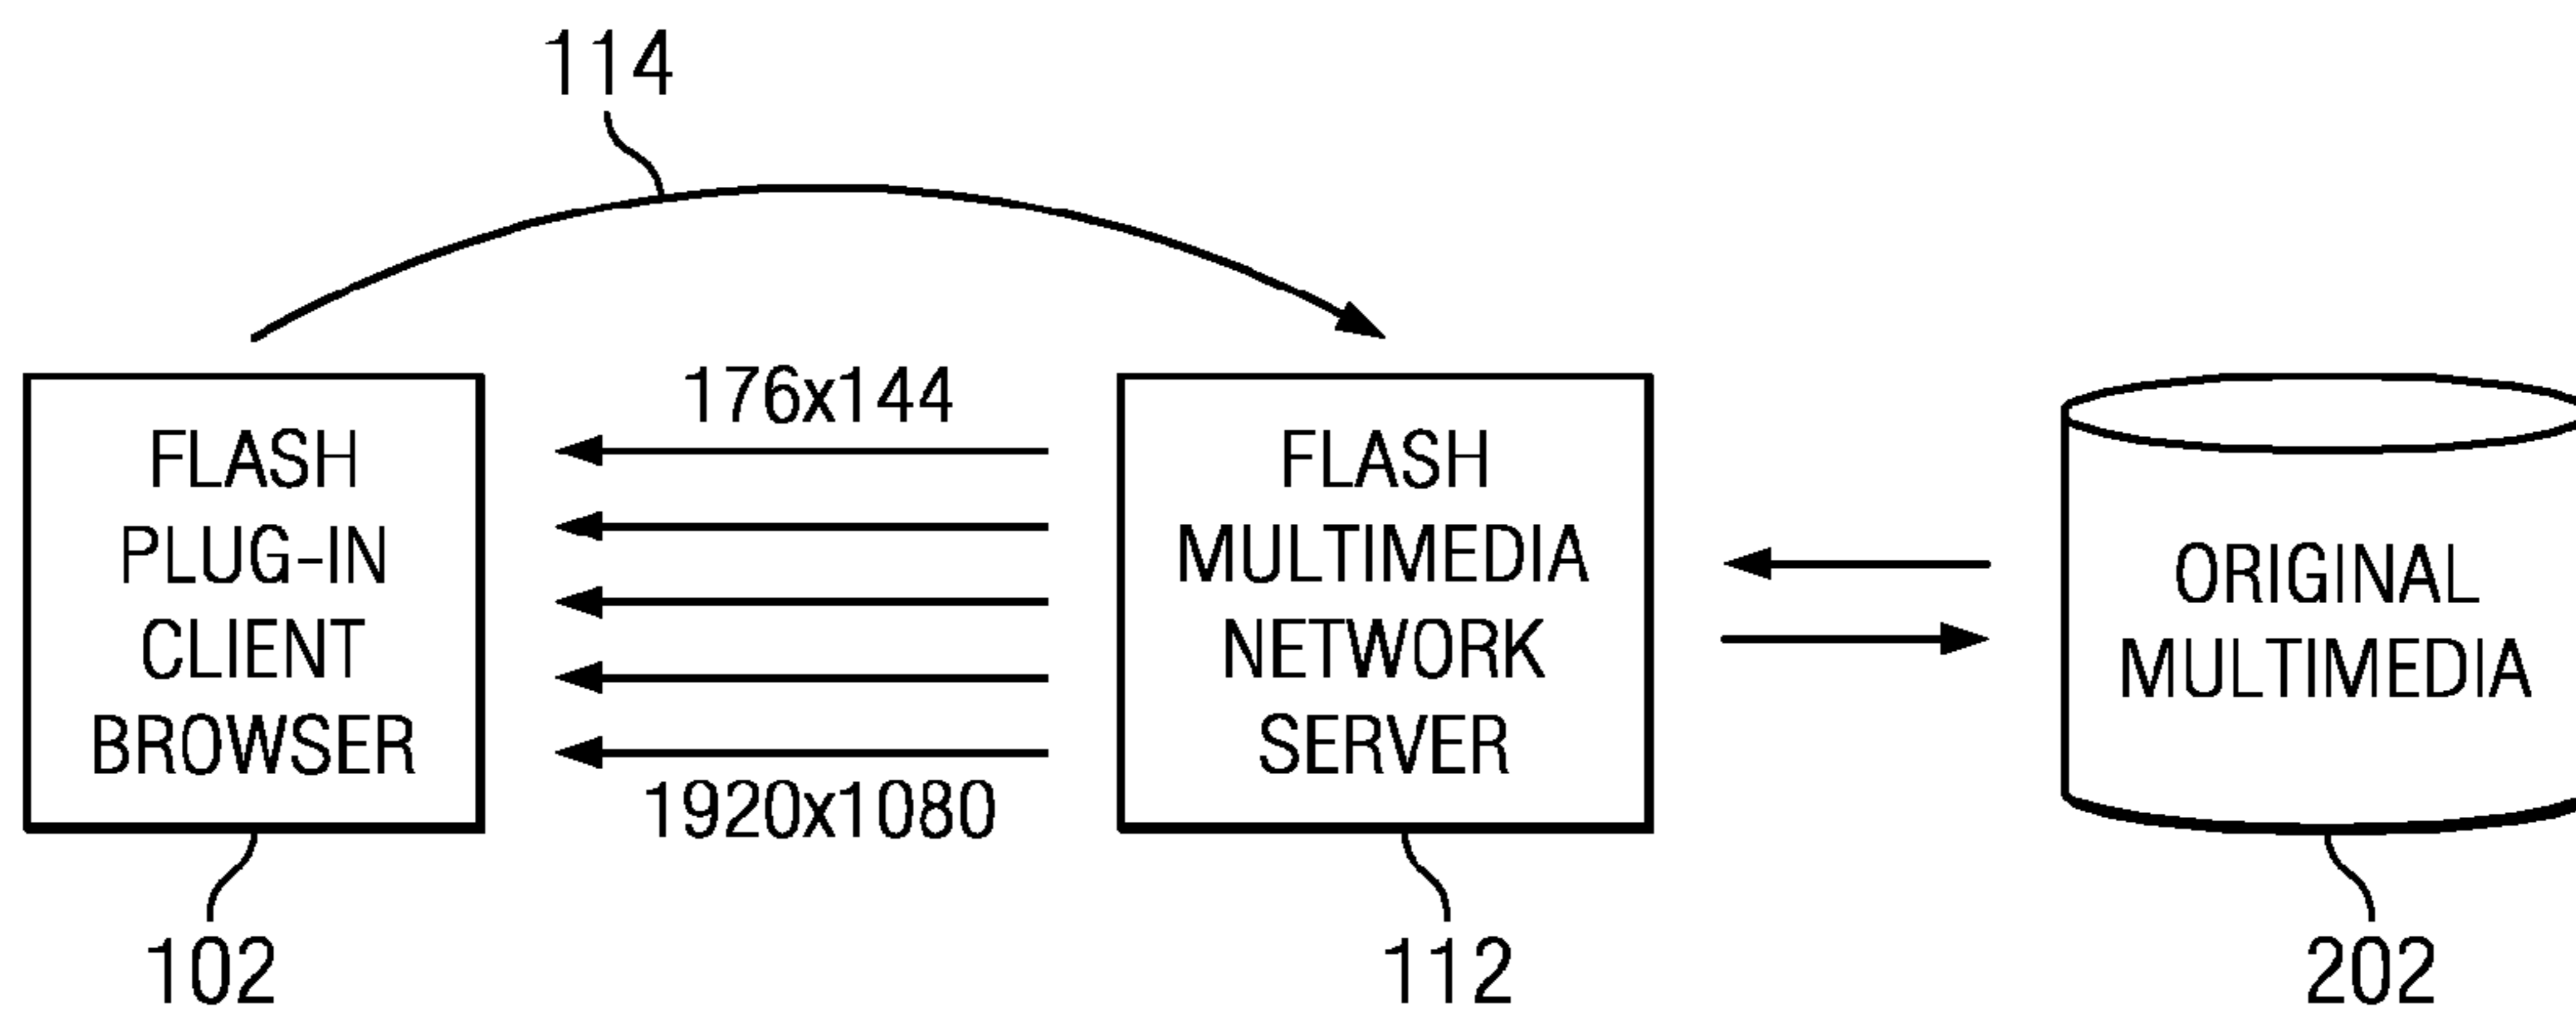 114
176x144
FLASH
PLUG-IN
CLIENT
BROWSER
1920x1080
FLASH
MULTIMEDIA
NETWORK
SERVER
ORIGINAL
MULTIMEDIA
102
112
202